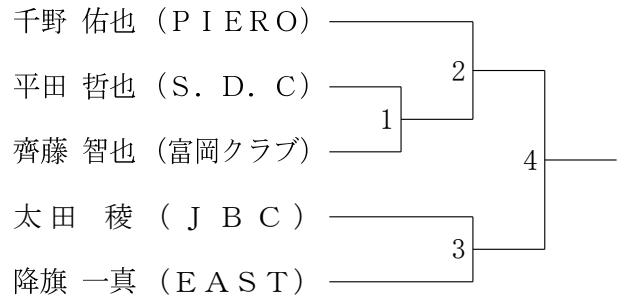 千野 佑也 （ＰＩＥＲＯ）
2
平田 哲也 （Ｓ．Ｄ．Ｃ）
1
齊藤 智也 （富岡クラブ）
4
太 田　稜 （ Ｊ Ｂ Ｃ ）
3
降旗 一真 （ＥＡＳＴ）